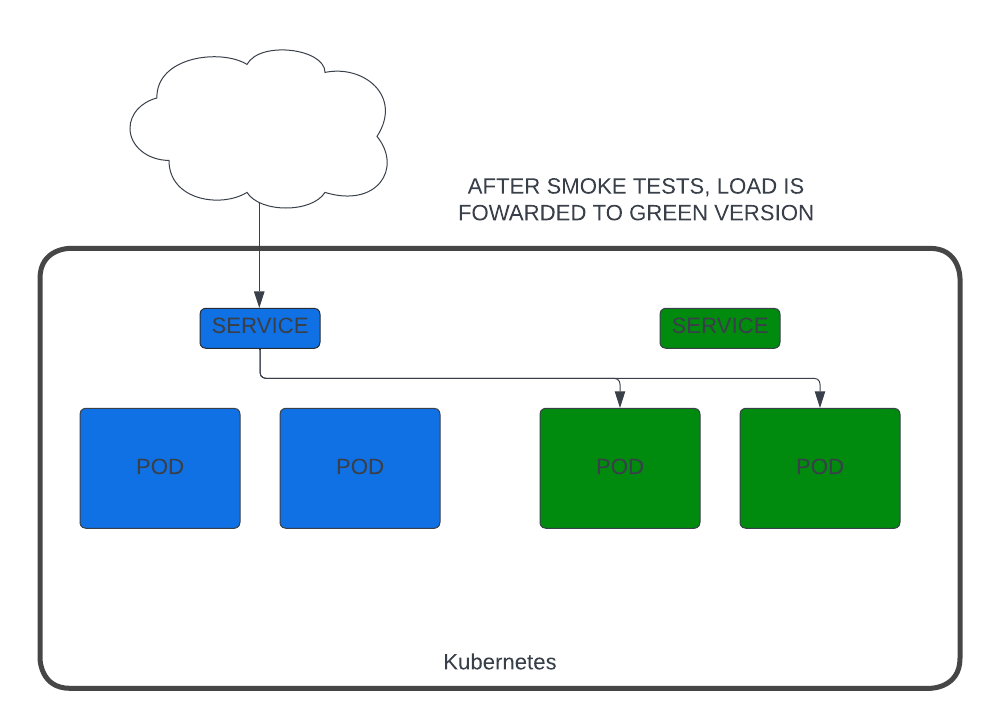 AFTER SMOKE TESTS, LOAD IS
FOWARDED TO GREEN VERSION
SERVICE
SERVICE
POD
POD
POD
POD
Kubernetes